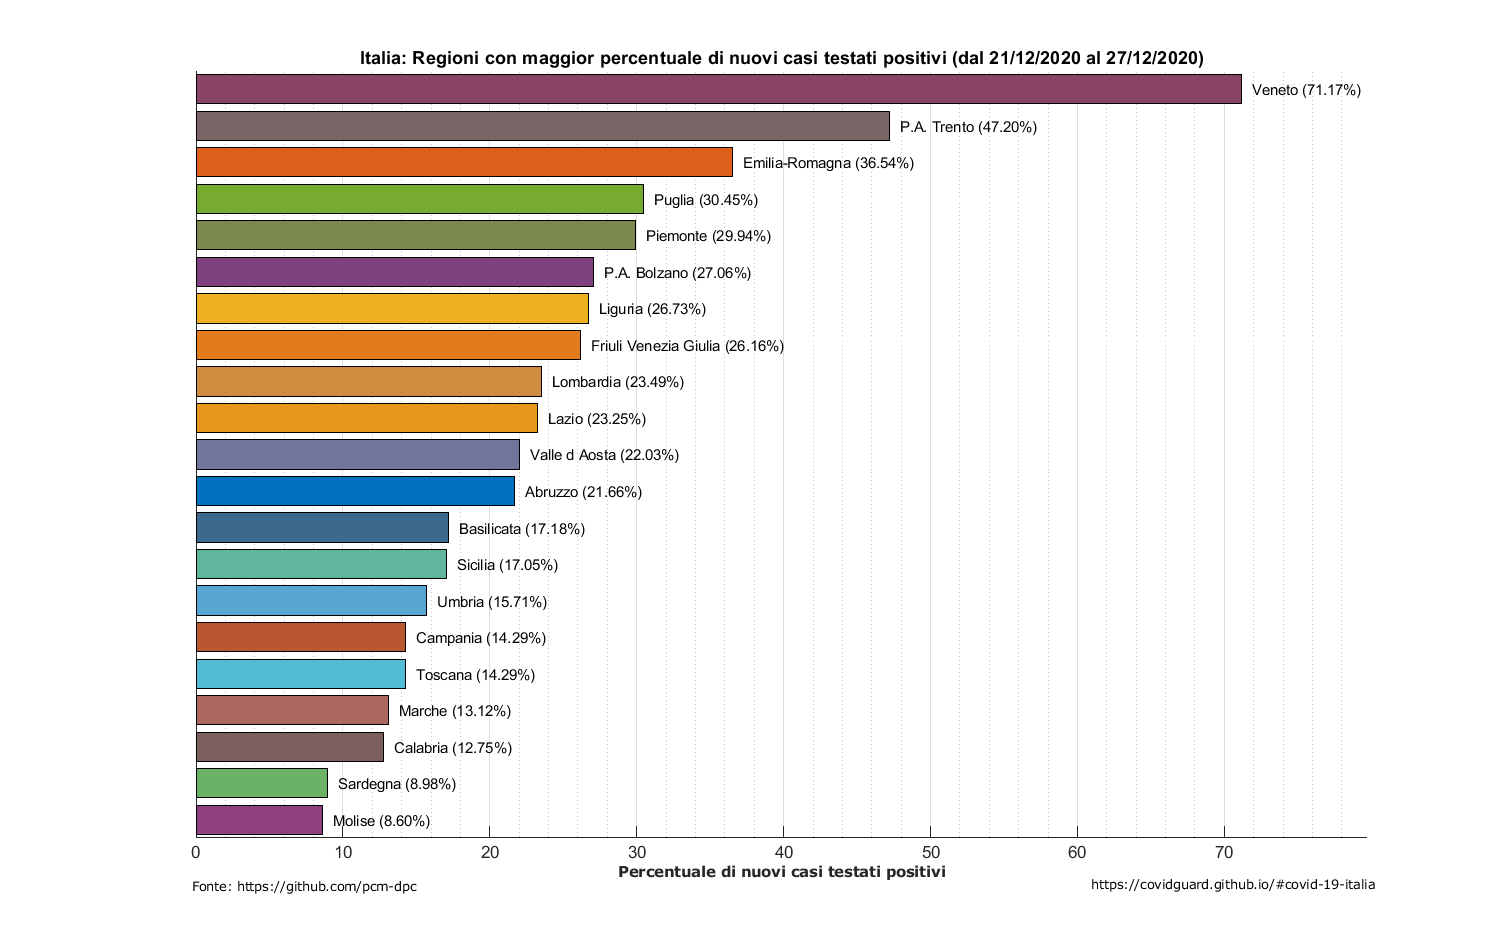 Italia: Regioni con maggior percentuale di nuovi casi testati positivi (dal 21/12/2020 al 27/12/2020)
Veneto (71.17%)
P.A. Trento (47.20%)
Emilia-Romagna (36.54%)
Puglia (30.45%)
Piemonte (29.94%)
P.A. Bolzano (27.06%)
Liguria (26.73%)
Friuli Venezia Giulia (26.16%)
Lombardia (23.49%)
Lazio (23.25%)
Valle d Aosta (22.03%)
Abruzzo (21.66%)
Basilicata (17.18%)
Sicilia (17.05%)
Umbria (15.71%)
Campania (14.29%)
Toscana (14.29%)
Marche (13.12%)
Calabria (12.75%)
Sardegna (8.98%)
Molise (8.60%)
0 10 20 30 40 50 60 70
Percentuale di nuovi casi testati positivi
Fonte: https://github.com/pcm-dpc
https://covidguard.github.io/#covid-19-italia